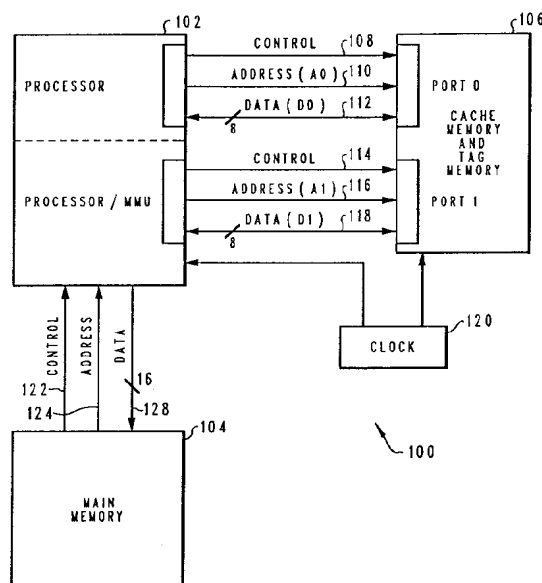 102
106
CONTROL
108
PROCESSOR
ADDRESS (A0)
110
PORT 0
DATA (D0)
112
8
CACHE
MEMORY
AND
TAG
MEMORY
CONTROL
114
PROCESSOR / MMU
ADDRESS (A1)
116
PORT 1
DATA (D1)
118
8
120
CLOCK
CONTROL
ADDRESS
DATA
16
122
124
128
104
100
MAIN
MEMORY